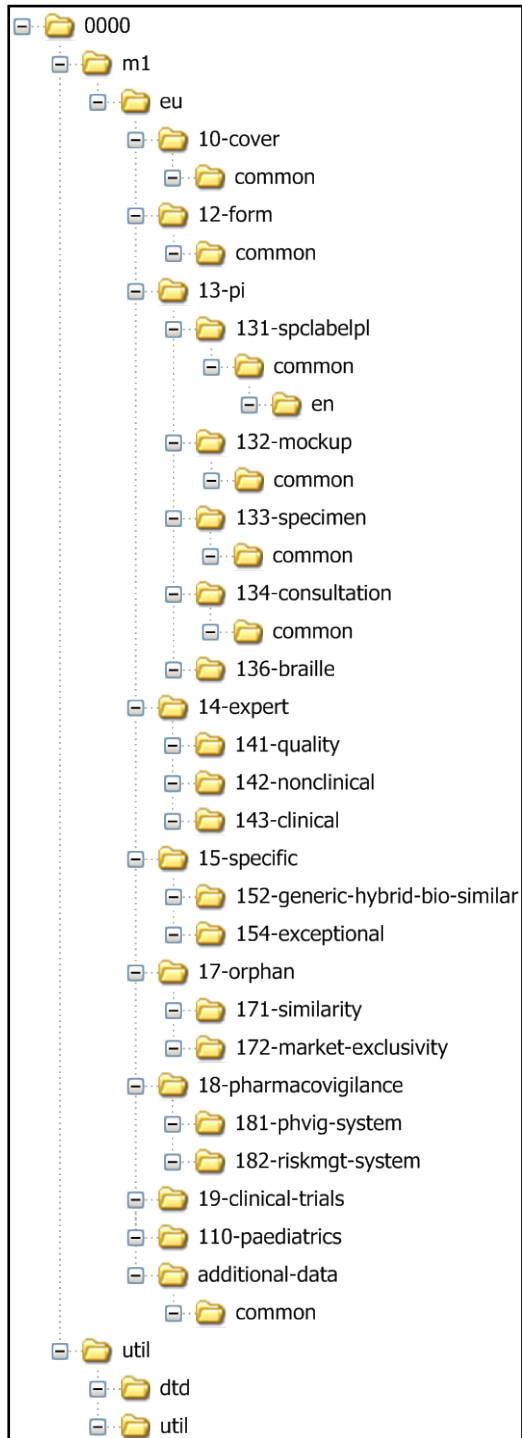 0000
m1
eu
10-cover
common
12-form
common
13-pi
131-spclabelpl
common
en
132-mockup
common
133-specimen
common
134-consultation
common
136-braille
14-expert
141-quality
142-nonclinical
143-clinical
15-specific
152-generic-hybrid-bio-similar
154-exceptional
17-orphan
171-similarity
172-market-exclusivity
18-pharmacovigilance
181-phvig-system
182-riskmgt-system
19-clinical-trials
110-paediatrics
additional-data
common
util
dtd
util